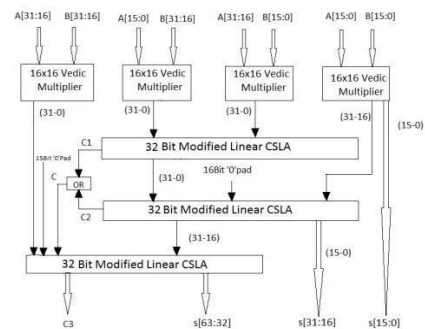 A[31:16] B[31:16] A[15:0] B[31:16] A[31:16] B[15:0] A[15:0] B[15:0]
16x16 Vedic Multiplier
16x16 Vedic Multiplier
16x16 Vedic Multiplier
16x16 Vedic Multiplier
(31-0) (31-0) (31-0) (31-16) (15-0)
C1
32 Bit Modified Linear CSLA
15Bit '0'Pad
C
OR
(31-0)
16Bit '0'pad
C2
32 Bit Modified Linear CSLA
(31-16)
(15-0)
32 Bit Modified Linear CSLA
C3
s[63:32]
s[31:16]
s[15:0]